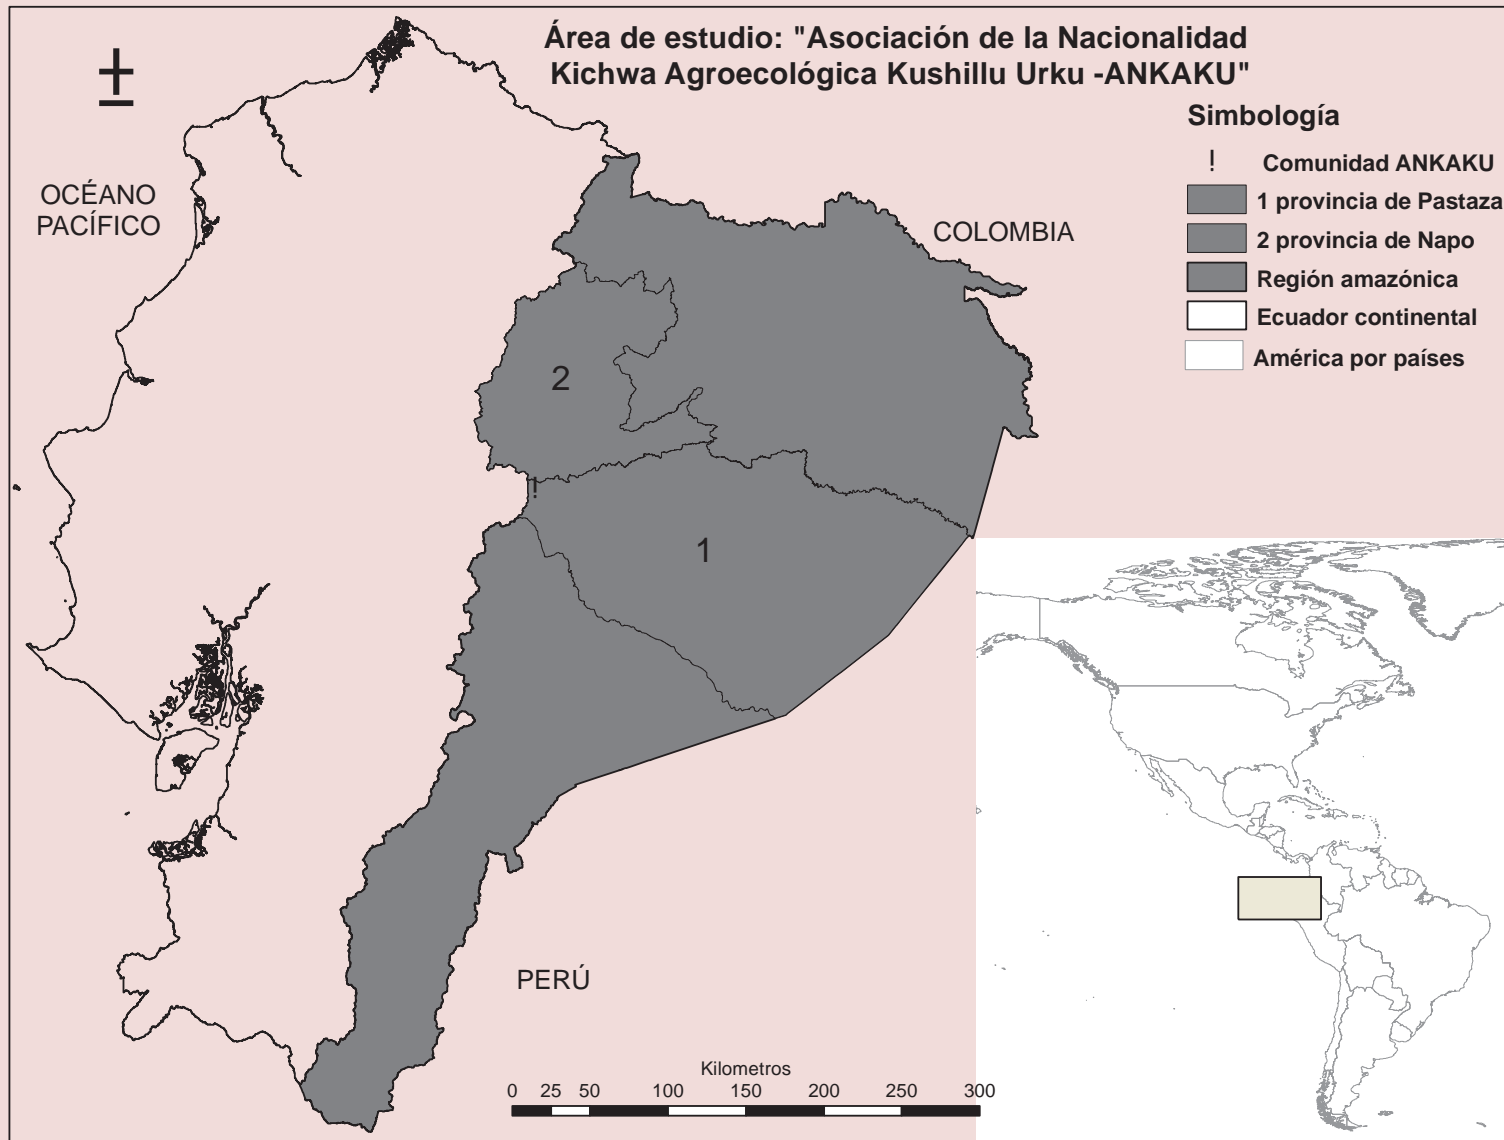 Área de estudio: "Asociación de la Nacionalidad
Kichwa Agroecológica Kushillu Urku -ANKAKU"
±
Simbología
! Comunidad ANKAKU
1 provincia de Pastaza
2 provincia de Napo
Región amazónica
Ecuador continental
América por países
OCÉANO
PACÍFICO
COLOMBIA
2
!
1
PERÚ
Kilometros
0 25 50 100 150 200 250 300